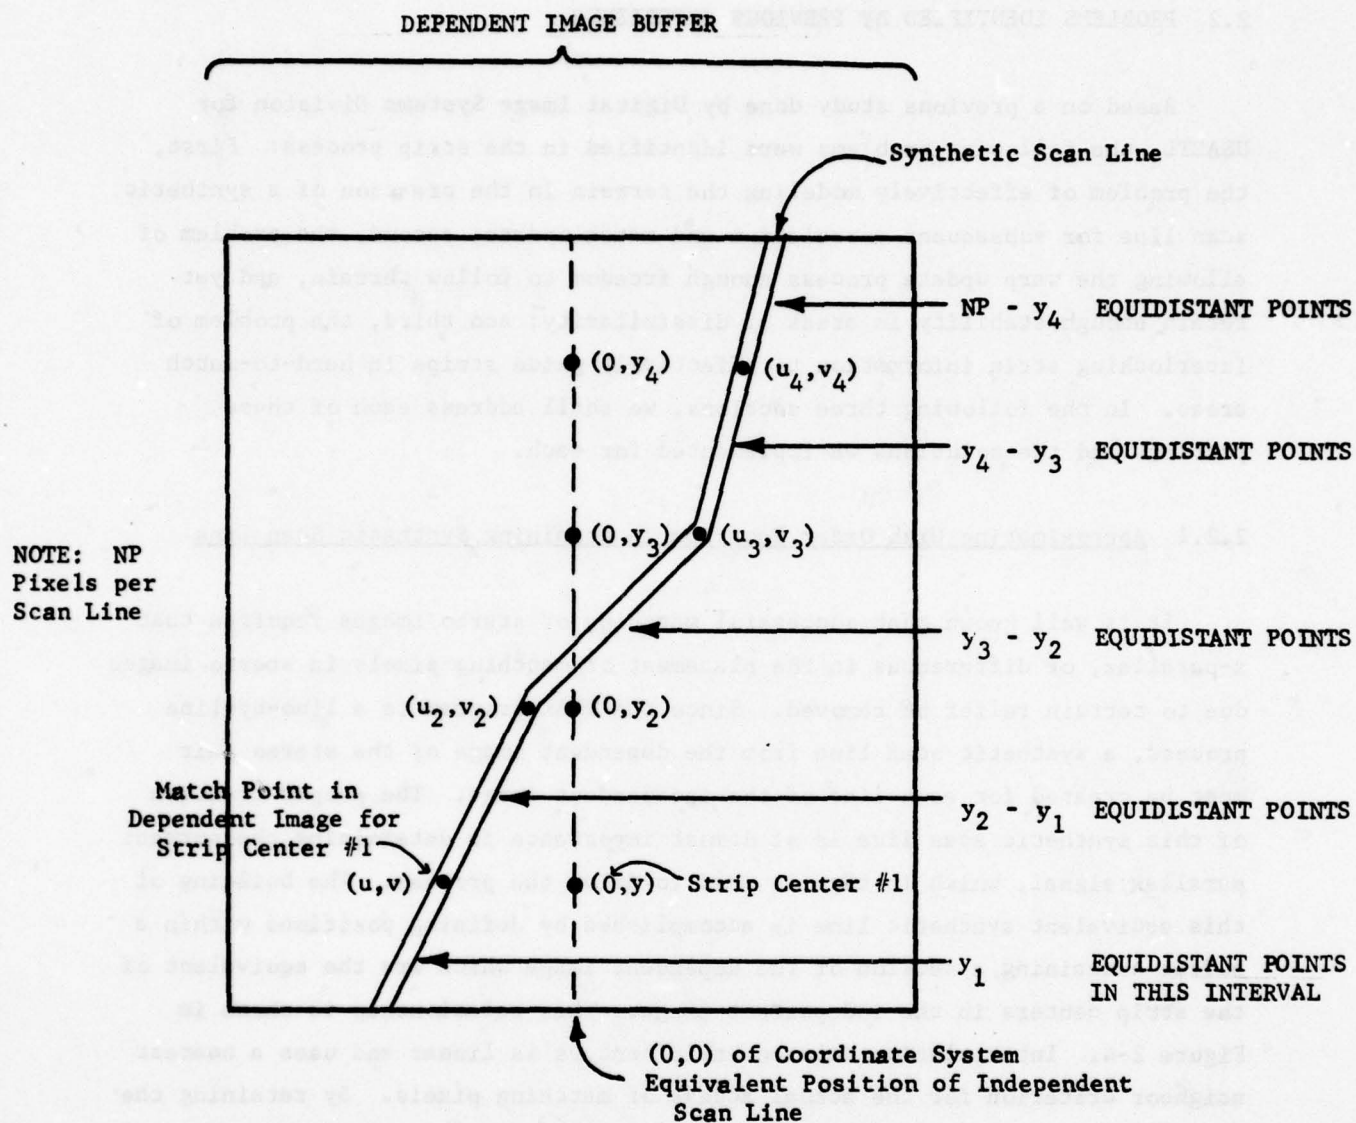 DEPENDENT IMAGE BUFFER
Synthetic Scan Line
NP - y4 EQUIDISTANT POINTS
(0,y4)
(u4,v4)
y4 - y3 EQUIDISTANT POINTS
(0,y3)
(u3,v3)
NOTE: NP
Pixels per
Scan Line
y3 - y2 EQUIDISTANT POINTS
(u2,v2)
(0,y2)
Match Point in
Dependent Image for
Strip Center #1
y2 - y1 EQUIDISTANT POINTS
(u,v)
(0,y)
Strip Center #1
y1 EQUIDISTANT POINTS
IN THIS INTERVAL
(0,0) of Coordinate System
Equivalent Position of Independent
Scan Line